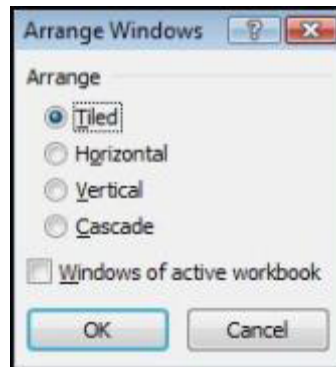 Arrange Windows
Arrange
Tiled
Horizontal
Vertical
Cascade
Windows of active workbook
OK
Cancel